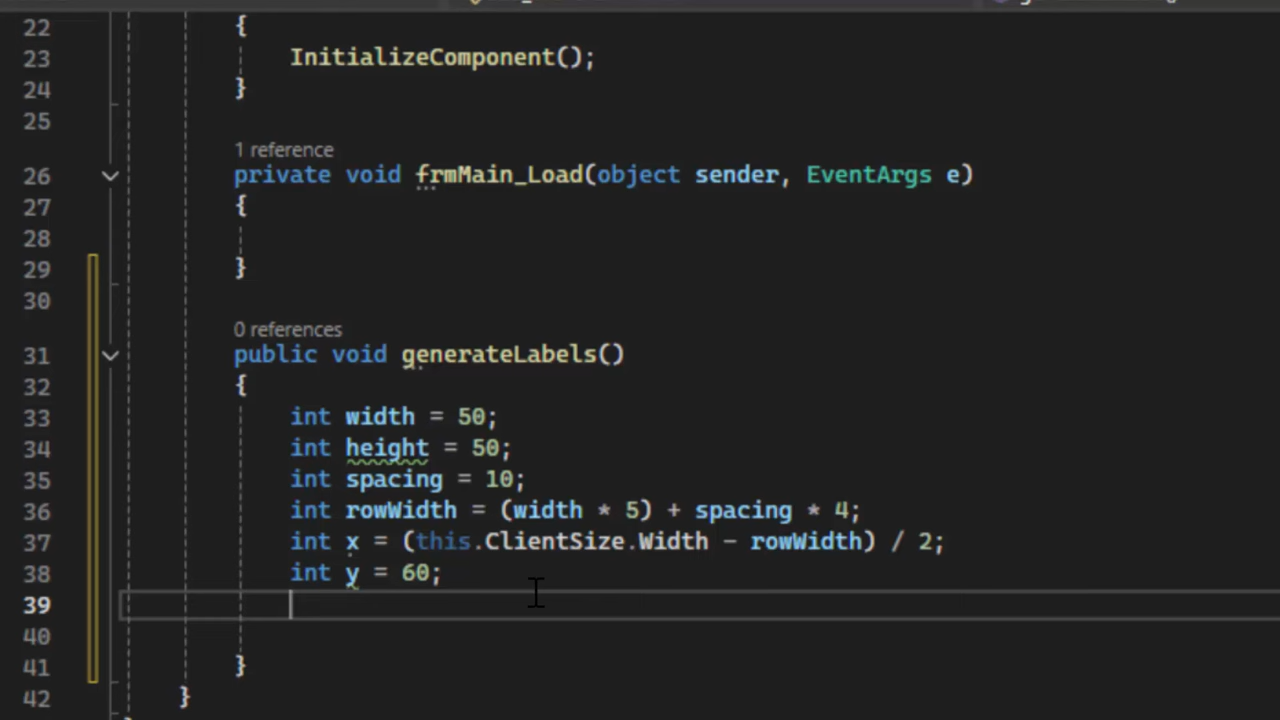 22 {
23 InitializeComponent();
24 }
25
1 reference
26 private void frmMain_Load(object sender, EventArgs e)
27 {
28
29 }
30
0 references
31 public void generateLabels()
32 {
33 int width = 50;
34 int height = 50;
35 int spacing = 10;
36 int rowWidth = (width * 5) + spacing * 4;
37 int x = (this.ClientSize.Width - rowWidth) / 2;
38 int y = 60;
39
40
41 }
42 }